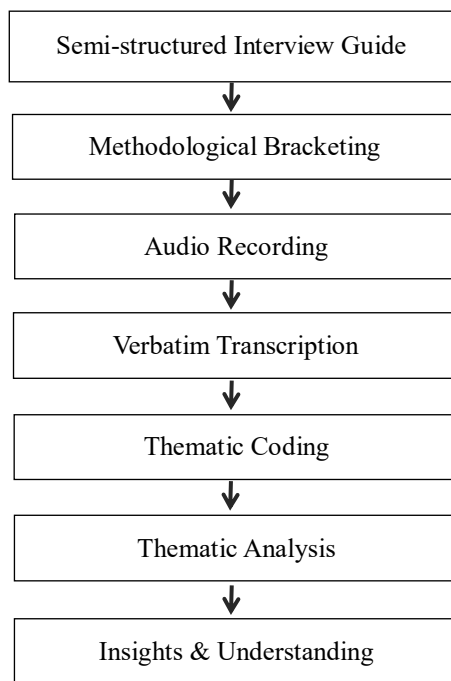 Semi-structured Interview Guide
Methodological Bracketing
Audio Recording
Verbatim Transcription
Thematic Coding
Thematic Analysis
Insights & Understanding